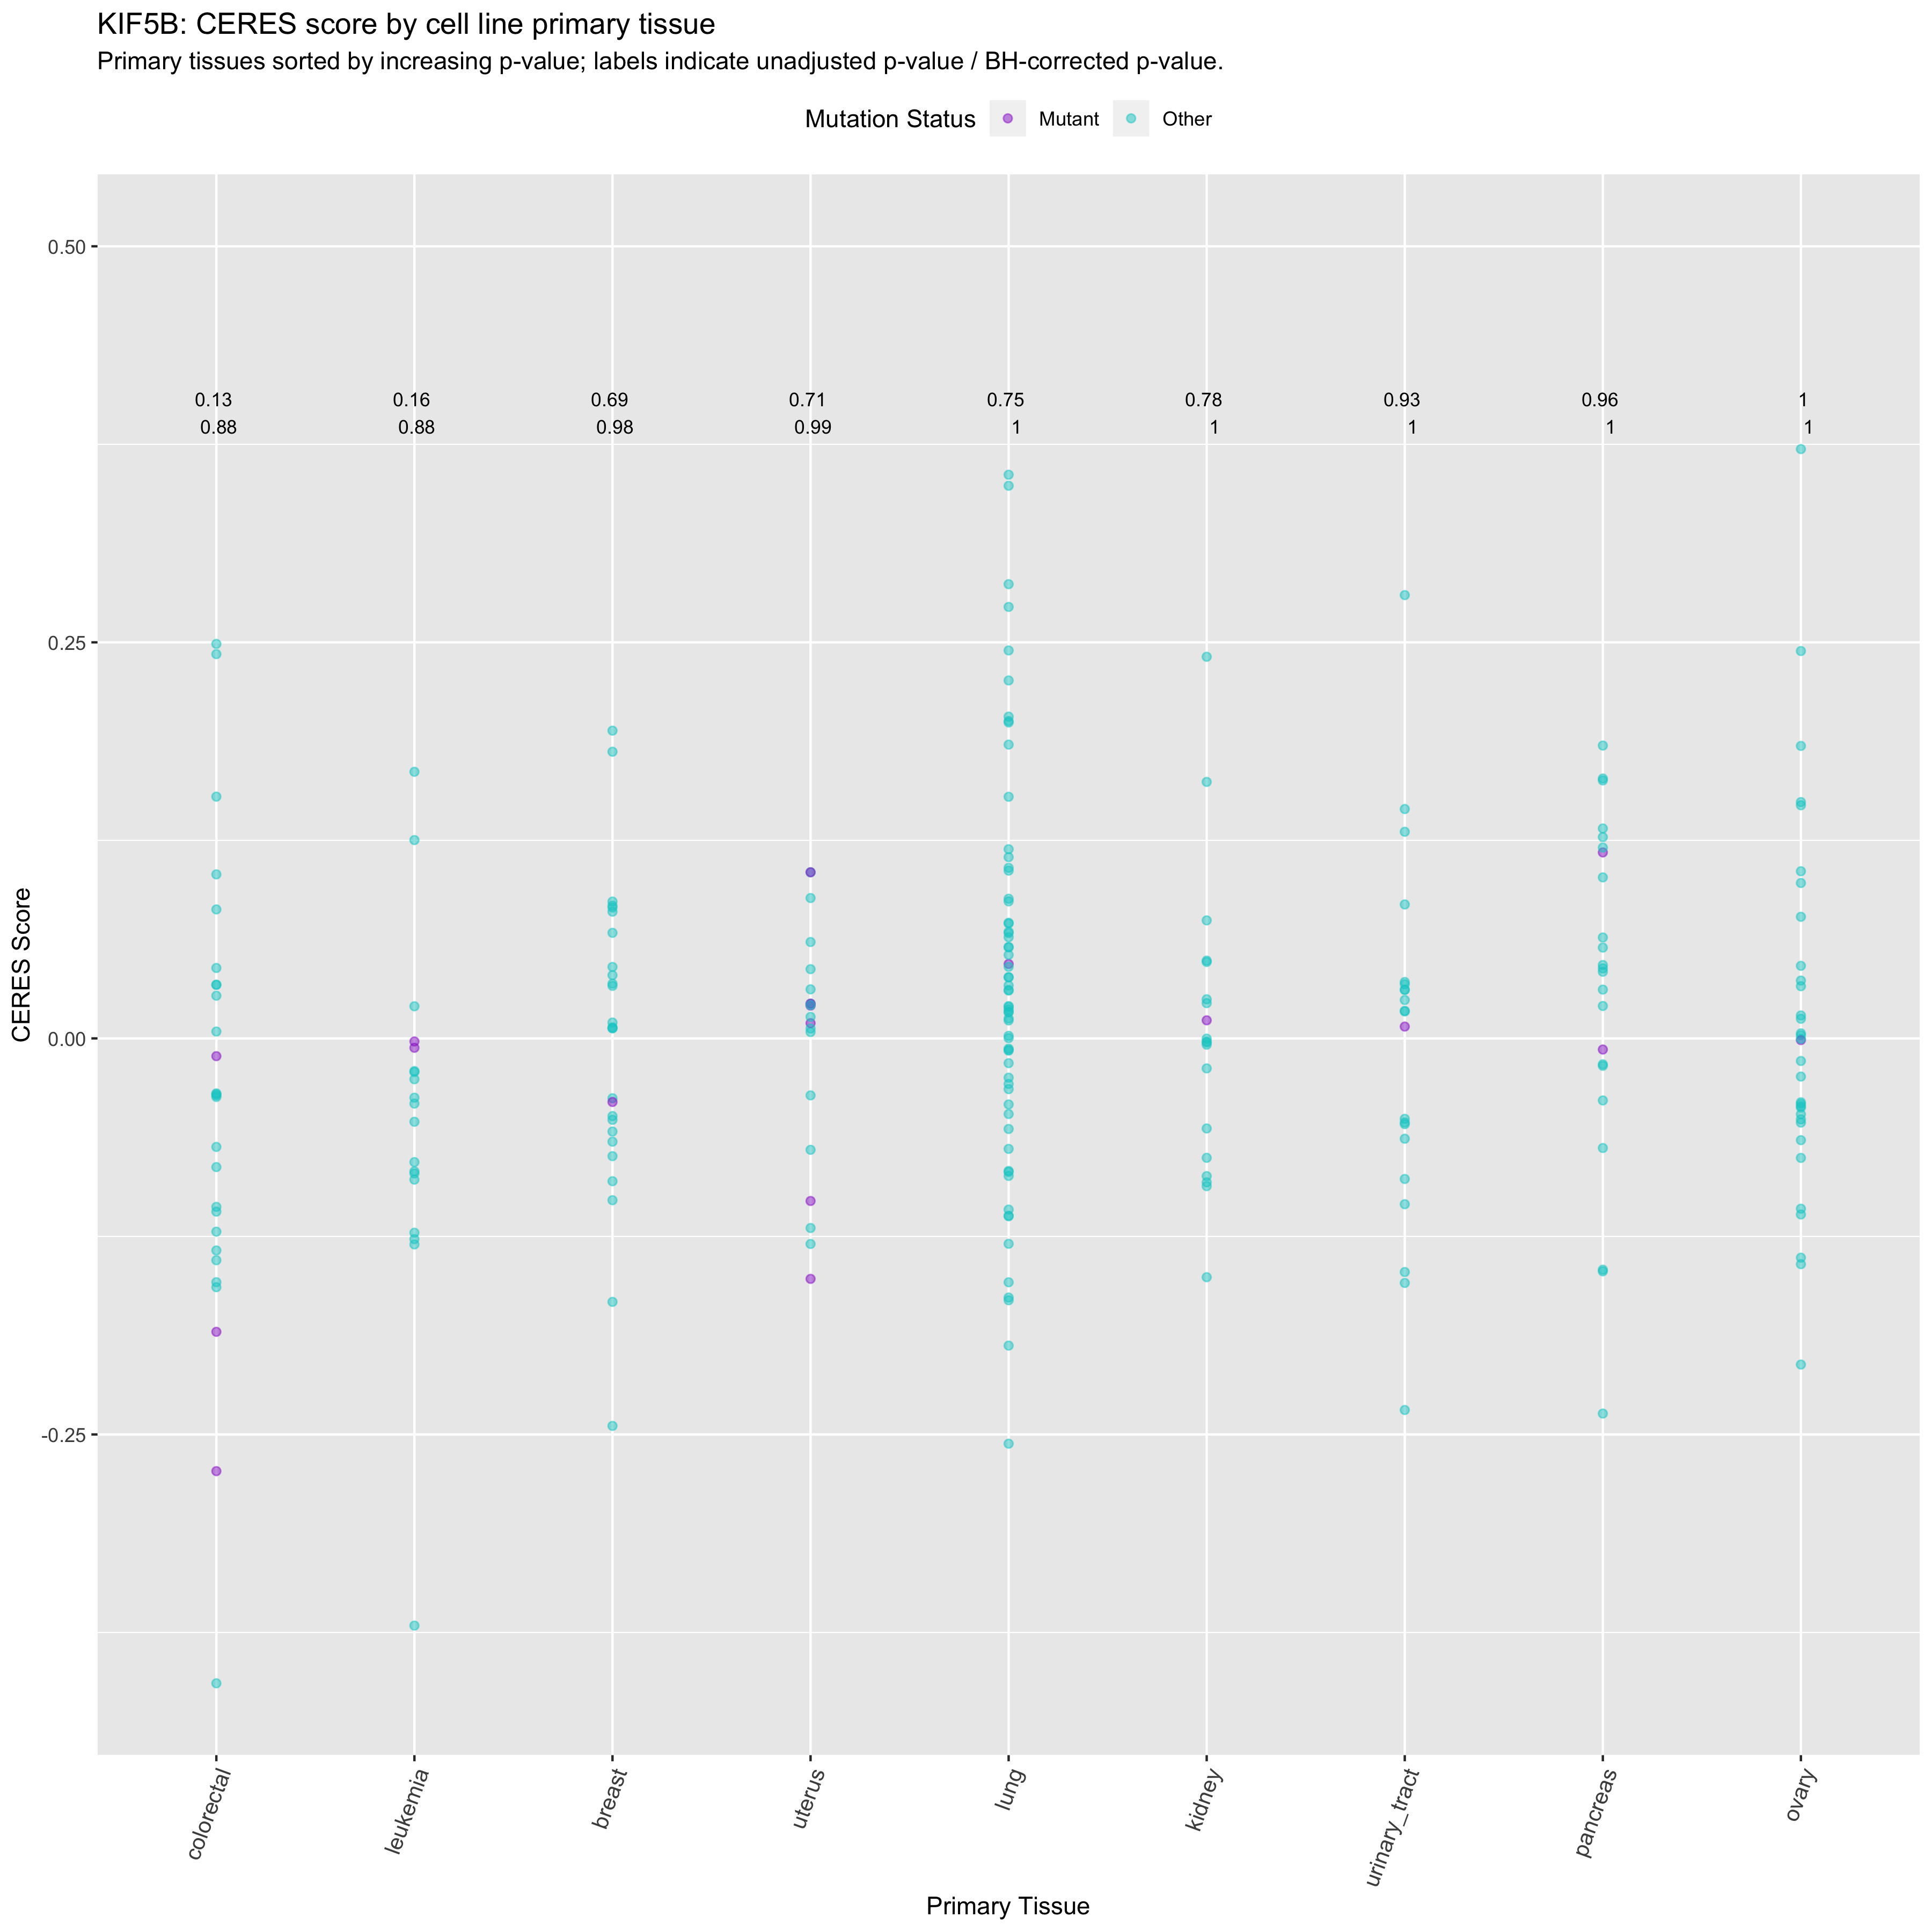 KIF5B: CERES score by cell line primary tissue
Primary tissues sorted by increasing p-value; labels indicate unadjusted p-value / BH-corrected p-value.
Mutation Status Mutant Other
0.50
0.13 0.16 0.69 0.71 0.75 0.78 0.93 0.96 1
0.88 0.88 0.98 0.99 1 1 1 1 1
0.25
0.00
-0.25
CERES Score
colorectal leukemia breast uterus lung kidney urinary_tract pancreas ovary
Primary Tissue